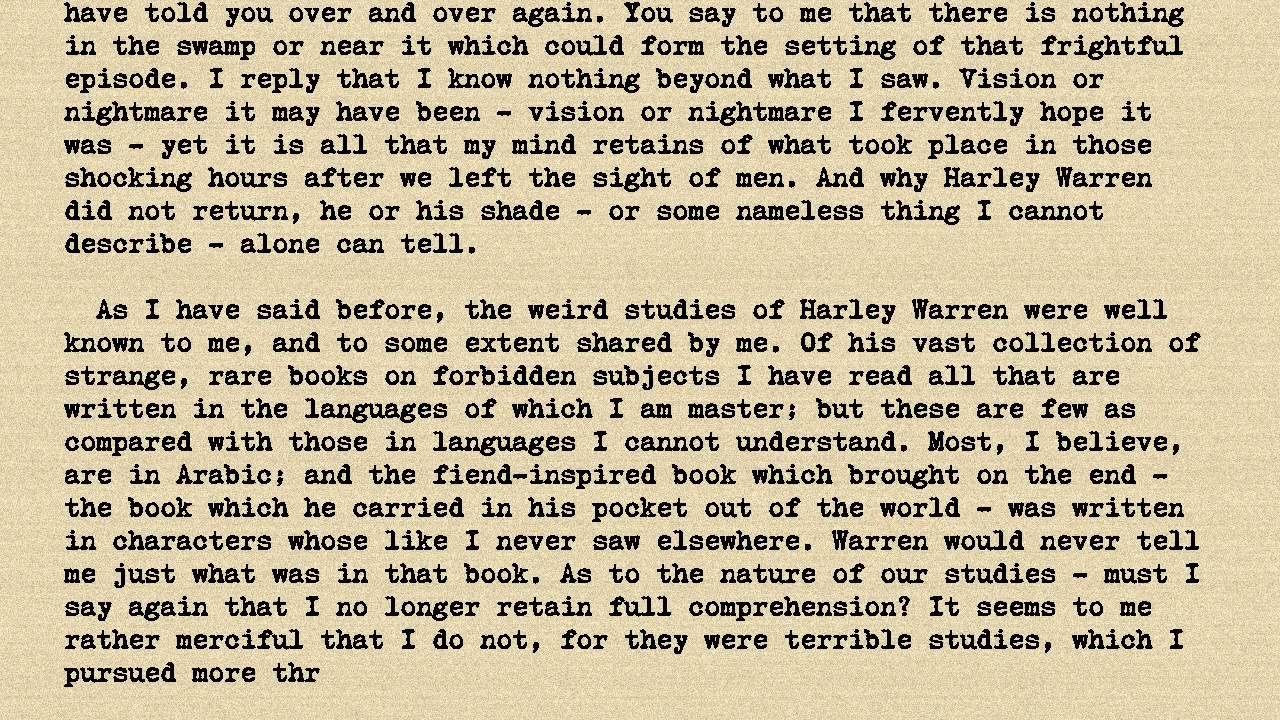 have told you over and over again. You say to me that there is nothing
in the swamp or near it which could form the setting of that frightful
episode. I reply that I know nothing beyond what I saw. Vision or
nightmare it may have been – vision or nightmare I fervently hope it
was – yet it is all that my mind retains of what took place in those
shocking hours after we left the sight of men. And why Harley Warren
did not return, he or his shade – or some nameless thing I cannot
describe – alone can tell.
As I have said before, the weird studies of Harley Warren were well
known to me, and to some extent shared by me. Of his vast collection of
strange, rare books on forbidden subjects I have read all that are
written in the languages of which I am master; but these are few as
compared with those in languages I cannot understand. Most, I believe,
are in Arabic; and the fiend-inspired book which brought on the end –
the book which he carried in his pocket out of the world – was written
in characters whose like I never saw elsewhere. Warren would never tell
me just what was in that book. As to the nature of our studies – must I
say again that I no longer retain full comprehension? It seems to me
rather merciful that I do not, for they were terrible studies, which I
pursued more thr